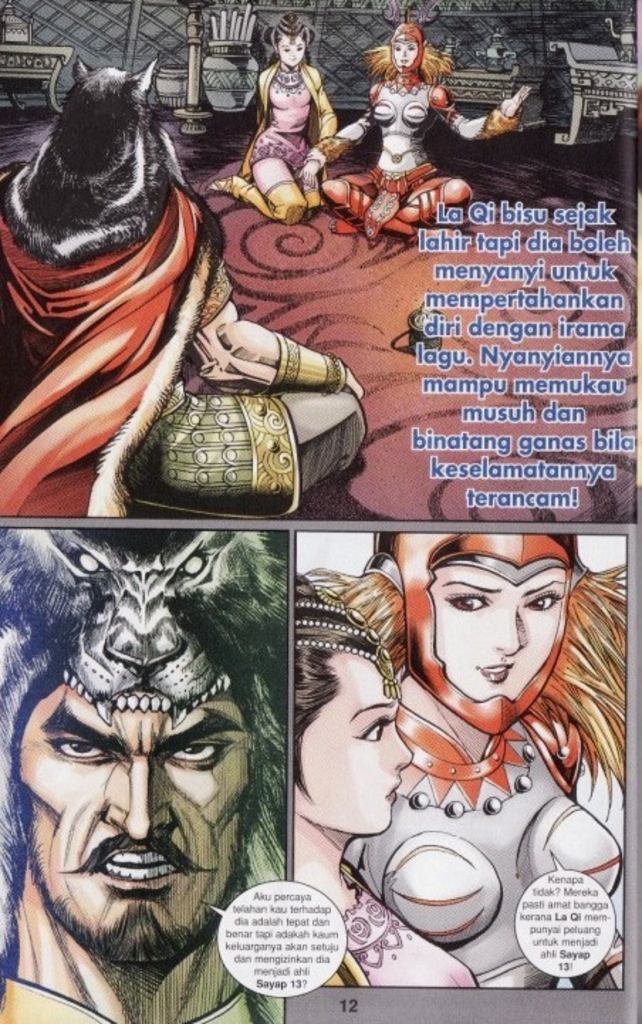 La Qi bisu sejak
lahir tapi dia boleh
menyanyi untuk
mempertahankan
diri dengan irama
lagu. Nyanyiannya
mampu memukau
musuh dan
binatang ganas bila
keselamatannya
terancam!
Aku percaya
telahan kau terhadap
dia adalah tepat dan
benar tapi adakah kaum
keluarganya akan setuju
dan mengizinkan dia
menjadi ahli
Sayap 13?
Kenapa
tidak? Mereka
pasti amat bangga
kerana La Qi mem-
punyai peluang
untuk menjadi
ahli Sayap
13!
12